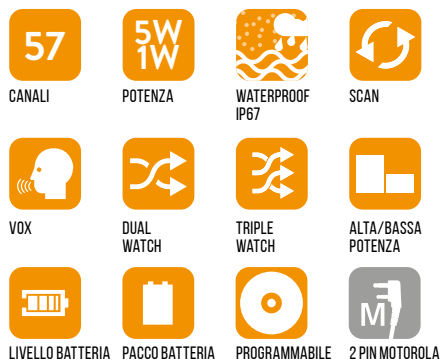 57
5W
1W
CANALI
POTENZA
WATERPROOF
IP67
SCAN
VOX
DUAL
WATCH
TRIPLE
WATCH
ALTA/BASSA
POTENZA
M
LIVELLO BATTERIA
PACCO BATTERIA
PROGRAMMABILE
2 PIN MOTOROLA